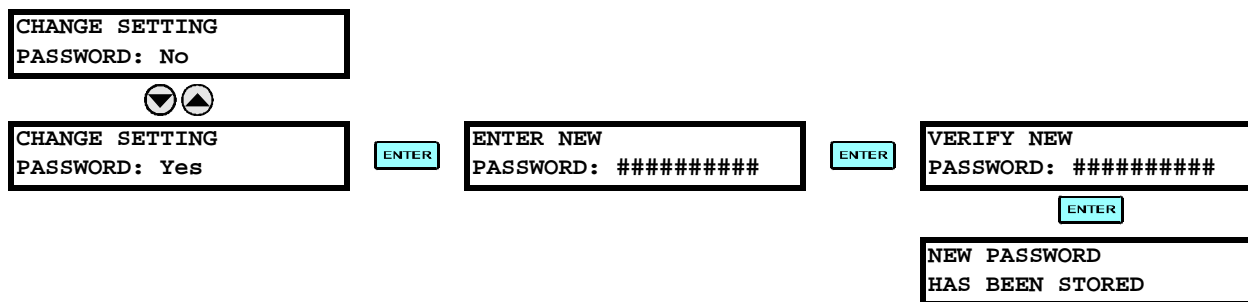 CHANGE SETTING
PASSWORD: No
CHANGE SETTING
PASSWORD: Yes
ENTER
ENTER NEW
PASSWORD: ##########
ENTER
VERIFY NEW
PASSWORD: ##########
ENTER
NEW PASSWORD
HAS BEEN STORED